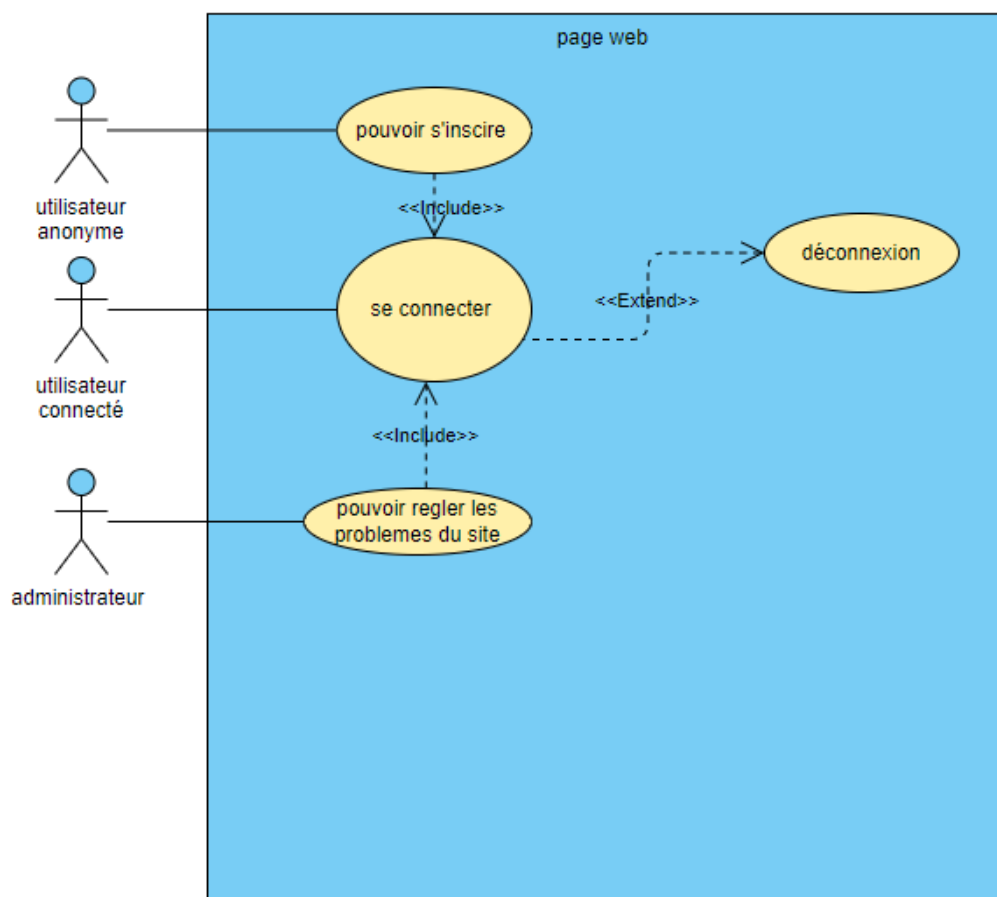 page web
pouvoir s'inscire
utilisateur
anonyme
<<Include>>
déconnexion
se connecter
<<Extend>>
utilisateur
connecté
<<Include>>
pouvoir regler les
problemes du site
administrateur